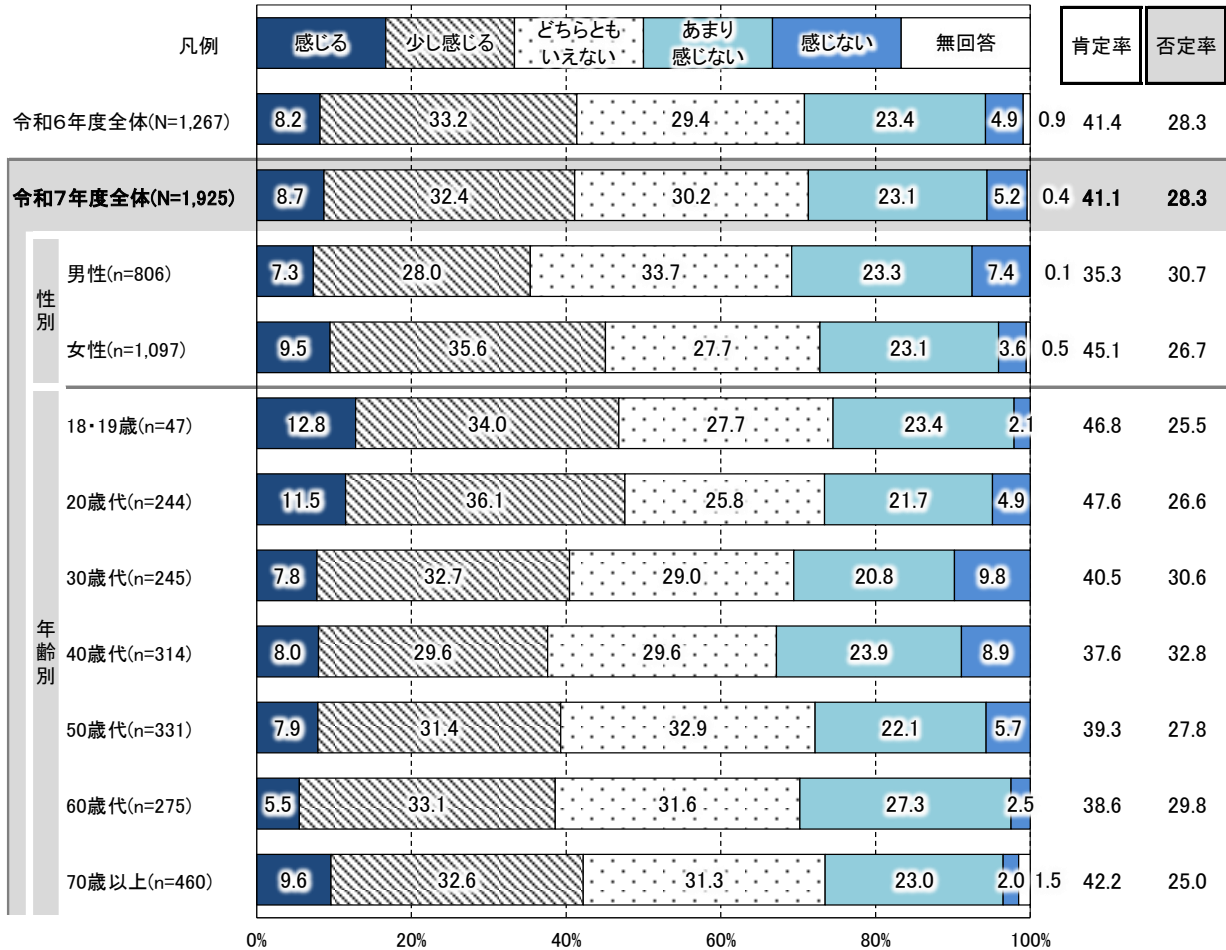 凡例 感じる 少し感じる どちらとも いえない あまり 感じない 感じない 無回答 肯定率 否定率
令和6年度全体(N=1,267) 8.2 33.2 29.4 23.4 4.9 0.9 41.4 28.3
令和7年度全体(N=1,925) 8.7 32.4 30.2 23.1 5.2 0.4 41.1 28.3
性別
男性(n=806) 7.3 28.0 33.7 23.3 7.4 0.1 35.3 30.7
女性(n=1,097) 9.5 35.6 27.7 23.1 3.6 0.5 45.1 26.7
年齢別
18・19歳(n=47) 12.8 34.0 27.7 23.4 2.1 46.8 25.5
20歳代(n=244) 11.5 36.1 25.8 21.7 4.9 47.6 26.6
30歳代(n=245) 7.8 32.7 29.0 20.8 9.8 40.5 30.6
40歳代(n=314) 8.0 29.6 29.6 23.9 8.9 37.6 32.8
50歳代(n=331) 7.9 31.4 32.9 22.1 5.7 39.3 27.8
60歳代(n=275) 5.5 33.1 31.6 27.3 2.5 38.6 29.8
70歳以上(n=460) 9.6 32.6 31.3 23.0 2.0 1.5 42.2 25.0
0% 20% 40% 60% 80% 100%